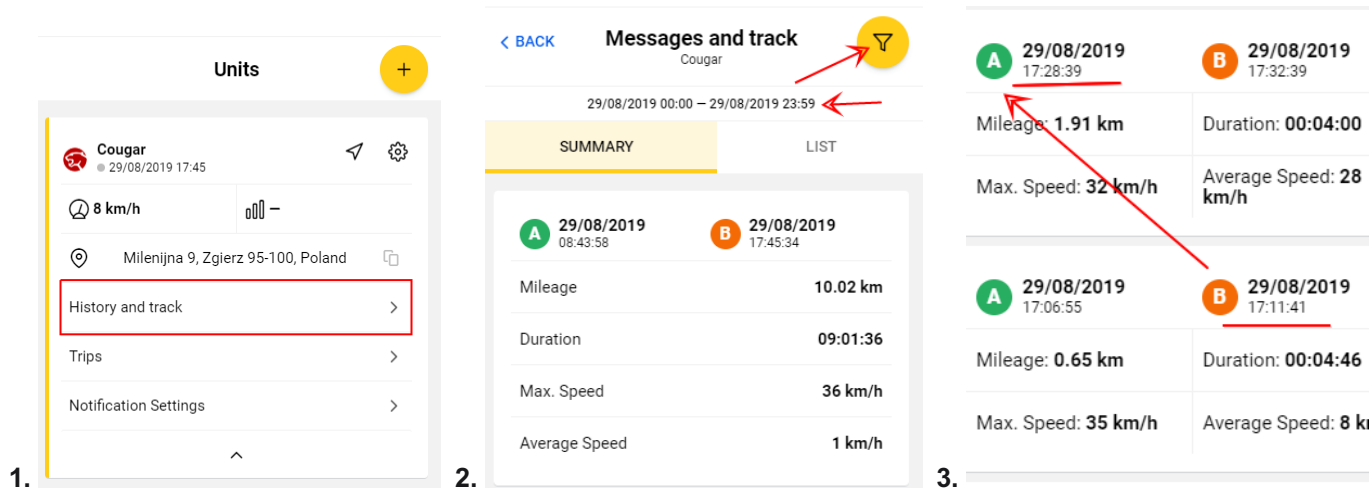 Units
+
Cougar
29/08/2019 17:45
8 km/h
–
Milenijna 9, Zgierz 95-100, Poland
History and track
Trips
Notification Settings
1.
BACK
Messages and track
Cougar
29/08/2019 00:00 – 29/08/2019 23:59
SUMMARY LIST
A 29/08/2019 B 29/08/2019
08:43:58 17:45:34
Mileage 10.02 km
Duration 09:01:36
Max. Speed 36 km/h
Average Speed 1 km/h
2.
A 29/08/2019 B 29/08/2019
17:28:39 17:32:39
Mileage: 1.91 km Duration: 00:04:00
Max. Speed: 32 km/h Average Speed: 28
km/h
A 29/08/2019 B 29/08/2019
17:06:55 17:11:41
Mileage: 0.65 km Duration: 00:04:46
Max. Speed: 35 km/h Average Speed: 8
3.